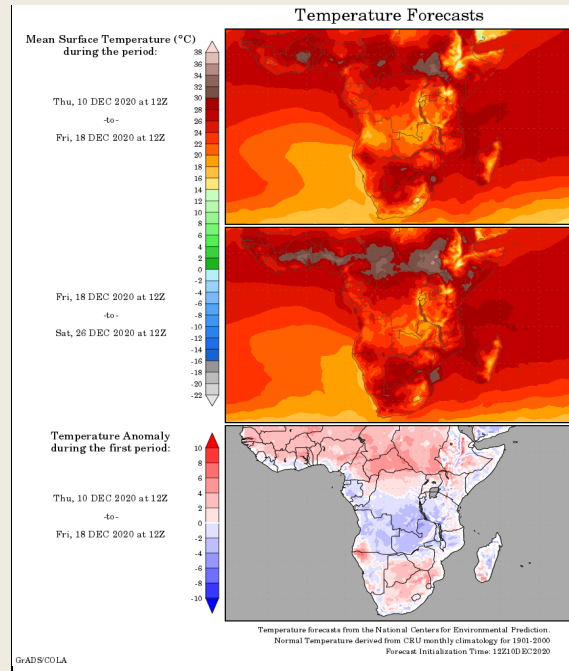 Temperature Forecasts
Mean Surface Temperature (°C)
during the period:
Thu, 10 DEC 2020 at 12Z
-to-
Fri, 18 DEC 2020 at 12Z
38
36
34
32
30
28
26
24
22
20
18
16
14
12
10
8
6
4
2
0
-2
-4
-6
-8
-10
-12
-14
-16
-18
-20
-22
Fri, 18 DEC 2020 at 12Z
-to-
Sat, 26 DEC 2020 at 12Z
Temperature Anomaly
during the first period:
Thu, 10 DEC 2020 at 12Z
-to-
Fri, 18 DEC 2020 at 12Z
10
8
6
4
2
0
-2
-4
-6
-8
-10
Temperature forecasts from the National Centers for Environmental Prediction.
Normal Temperature derived from CRU monthly climatology for 1901-2000
Forecast Initialization Time: 12Z10DEC2020
GrADS/COLA